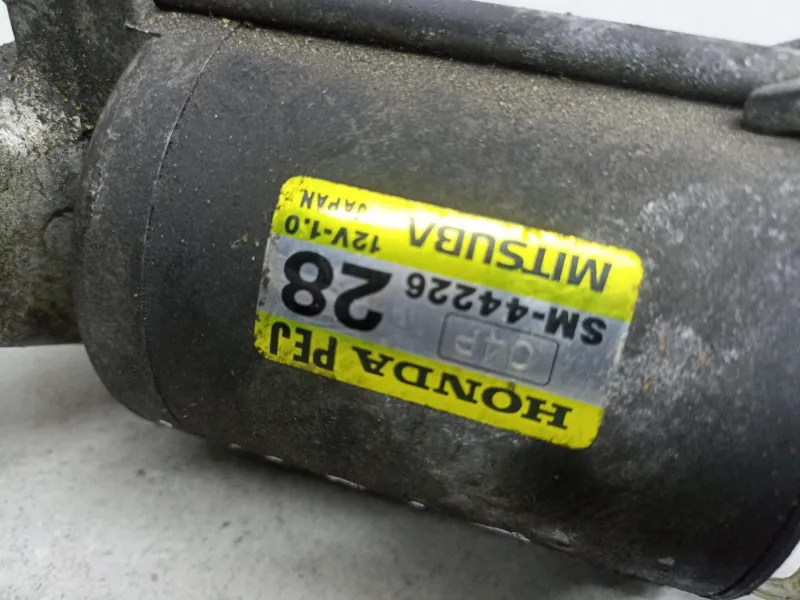 HONDA PEJ
C4P
SM-44226 28
MITSUBA 12V-1.0
JAPAN